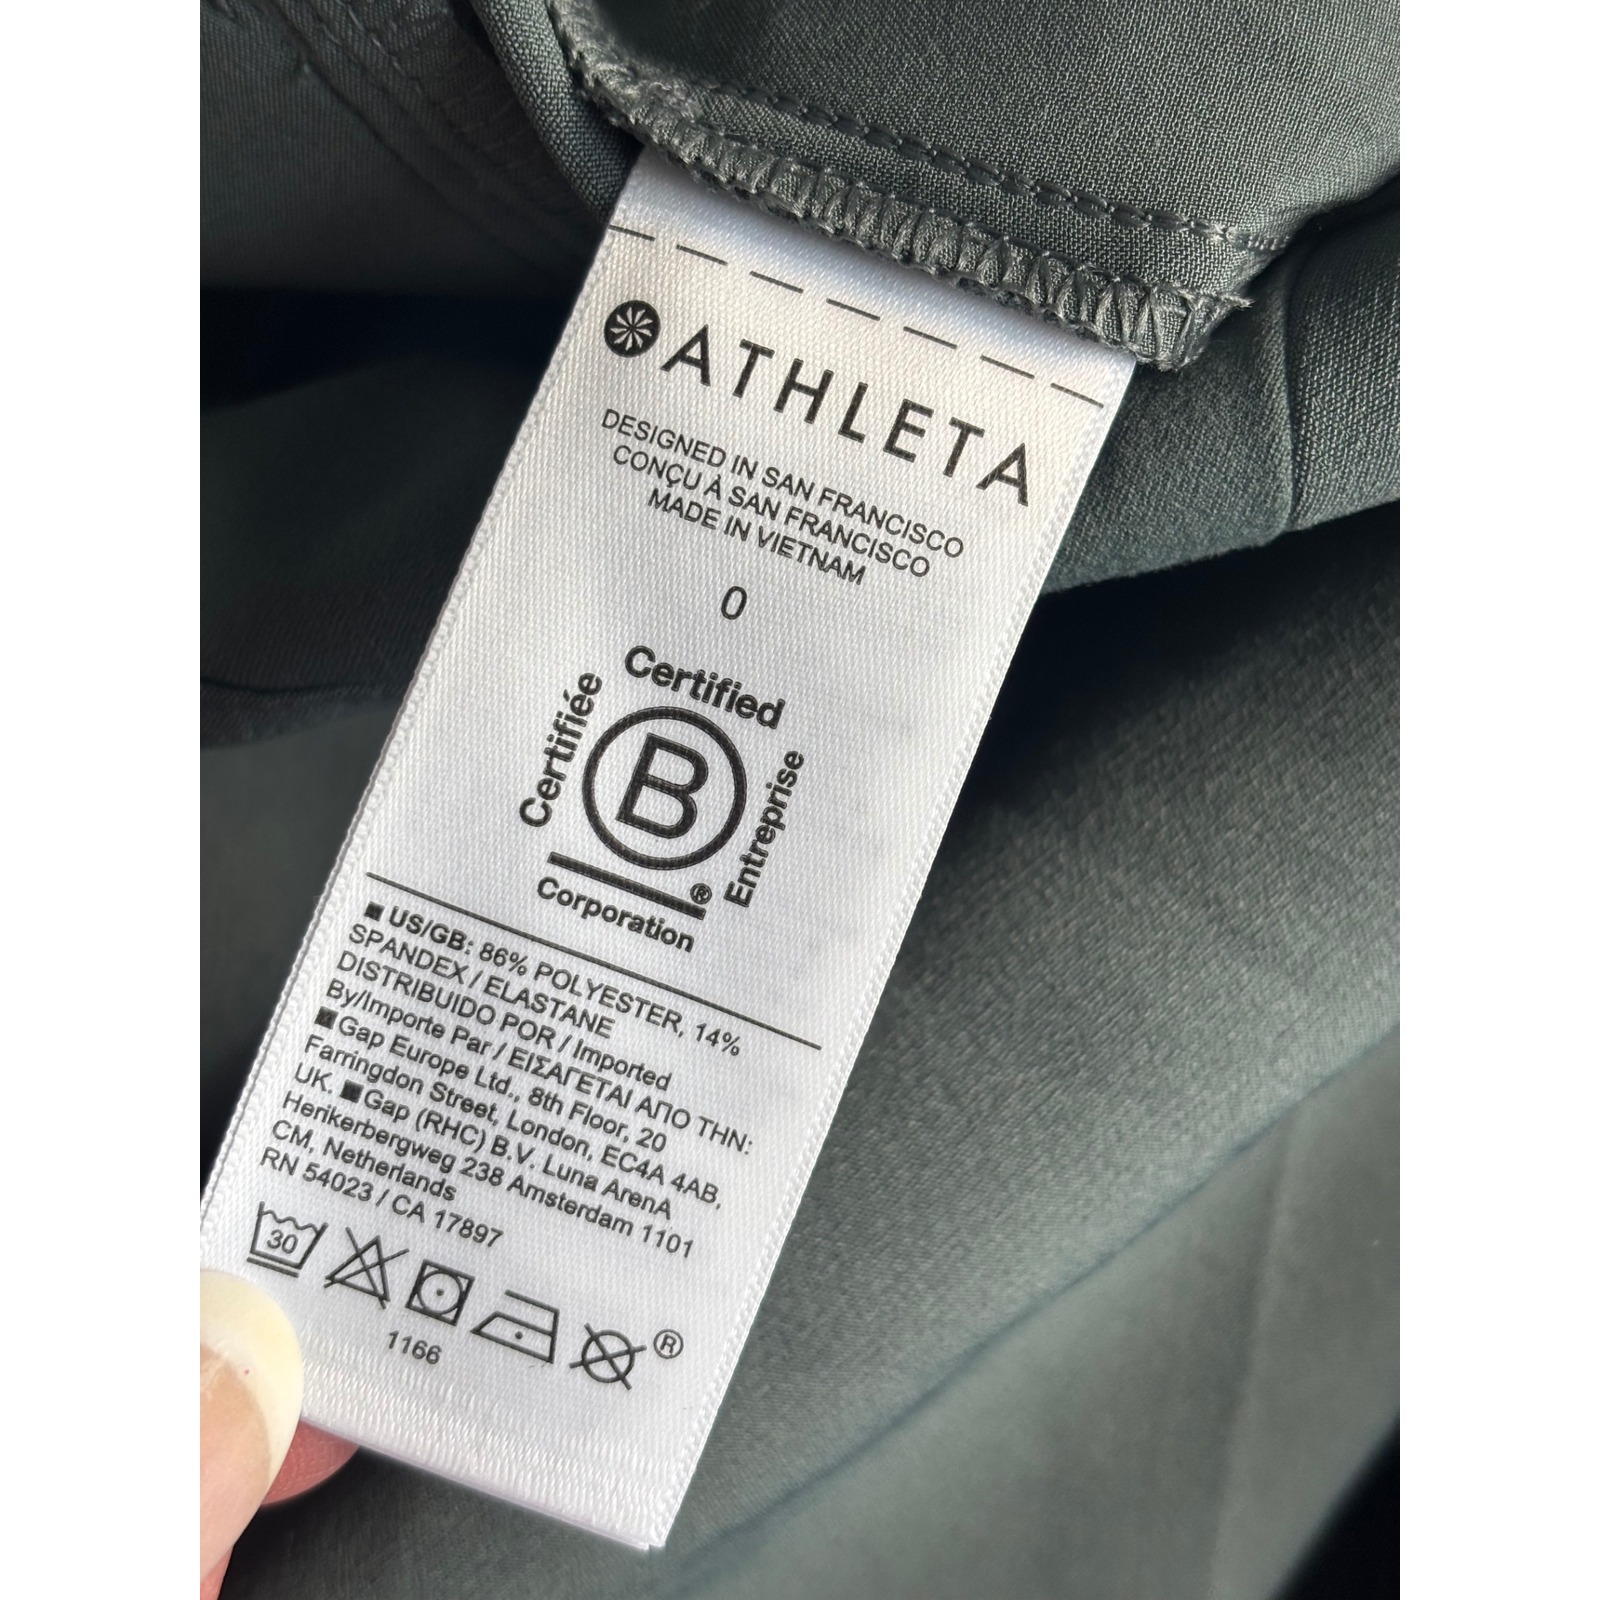 ATHLETA
DESIGNED IN SAN FRANCISCO
CONÇU À SAN FRANCISCO
MADE IN VIETNAM
0
Certified
Certifiée
B
Entreprise
®
Corporation
■ US/GB: 86% POLYESTER, 14%
SPANDEX / ELASTANE
DISTRIBUIDO POR / Imported
By/Importe Par / ΕΙΣΑΓΕΤΑΙ ΑΠΟ ΤΗΝ:
■ Gap Europe Ltd., 8th Floor, 20
Farringdon Street, London, EC4A 4AB,
UK. ■ Gap (RHC) B.V. Luna ArenA
Herikerbergweg 238 Amsterdam 1101
CM, Netherlands
RN 54023 / CA 17897
30
®
1166